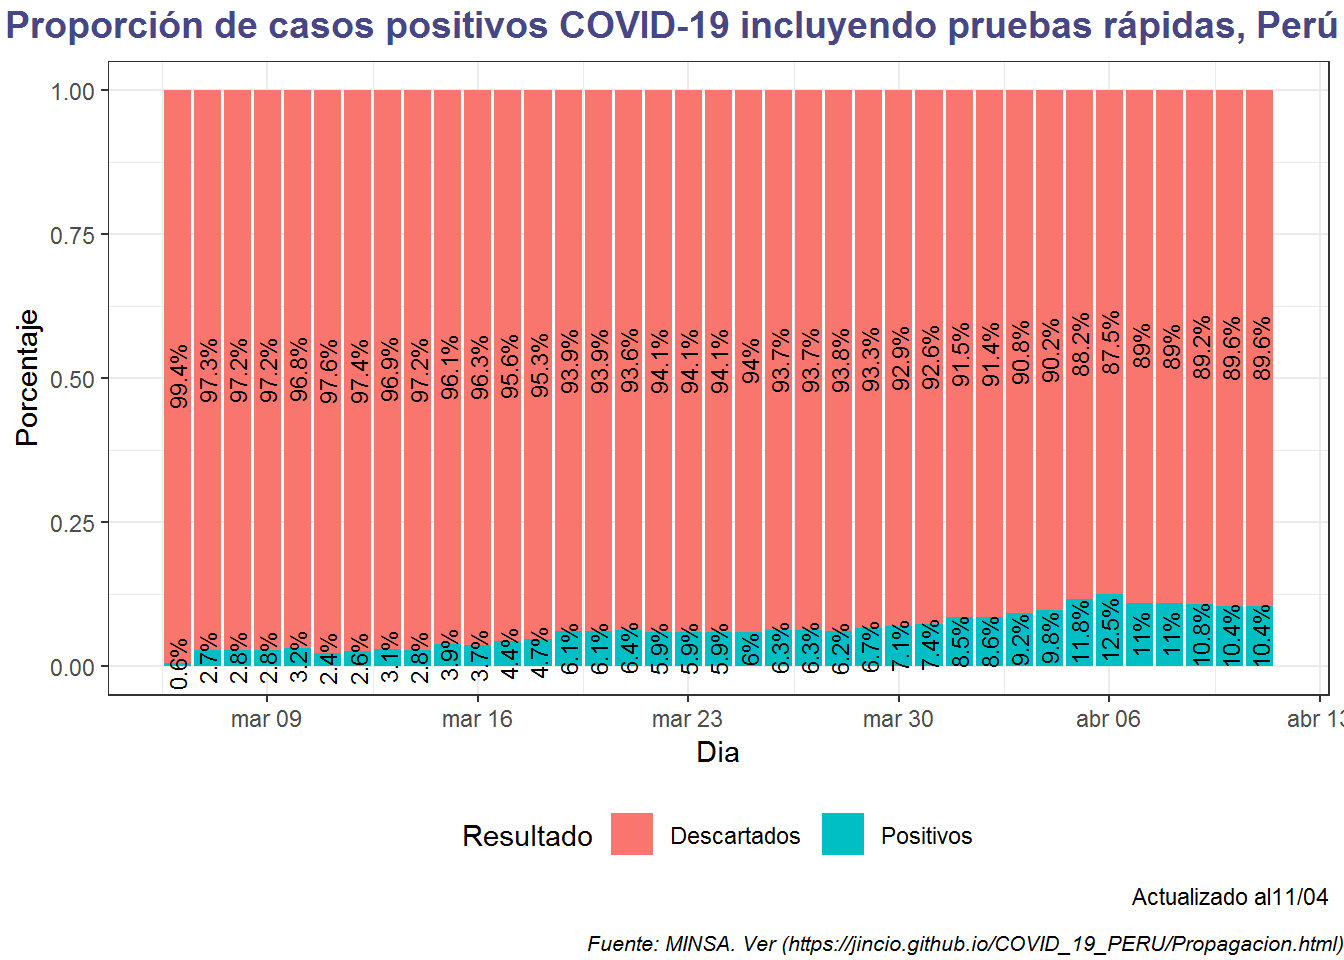 Proporción de casos positivos COVID-19 incluyendo pruebas rápidas, Perú
Porcentaje
1.00
0.75
0.50
0.25
0.00
99.4% 97.3% 97.2% 97.2% 96.8% 97.6% 97.4% 96.9% 97.2% 96.1% 96.3% 95.6% 95.3% 93.9% 93.9% 93.6% 94.1% 94.1% 94.1% 94% 93.7% 93.7% 93.8% 93.3% 92.9% 92.6% 91.5% 91.4% 90.8% 90.2% 88.2% 87.5% 89% 89% 89.2% 89.6% 89.6%
0.6% 2.7% 2.8% 2.8% 3.2% 2.4% 2.6% 3.1% 2.8% 3.9% 3.7% 4.4% 4.7% 6.1% 6.1% 6.4% 5.9% 5.9% 5.9% 6% 6.3% 6.3% 6.2% 6.7% 7.1% 7.4% 8.5% 8.6% 9.2% 9.8% 11.8% 12.5% 11% 11% 10.8% 10.4% 10.4%
mar 09 mar 16 mar 23 mar 30 abr 06 abr 13
Dia
Resultado Descartados Positivos
Actualizado al11/04
Fuente: MINSA. Ver (https://jincio.github.io/COVID_19_PERU/Propagacion.html)